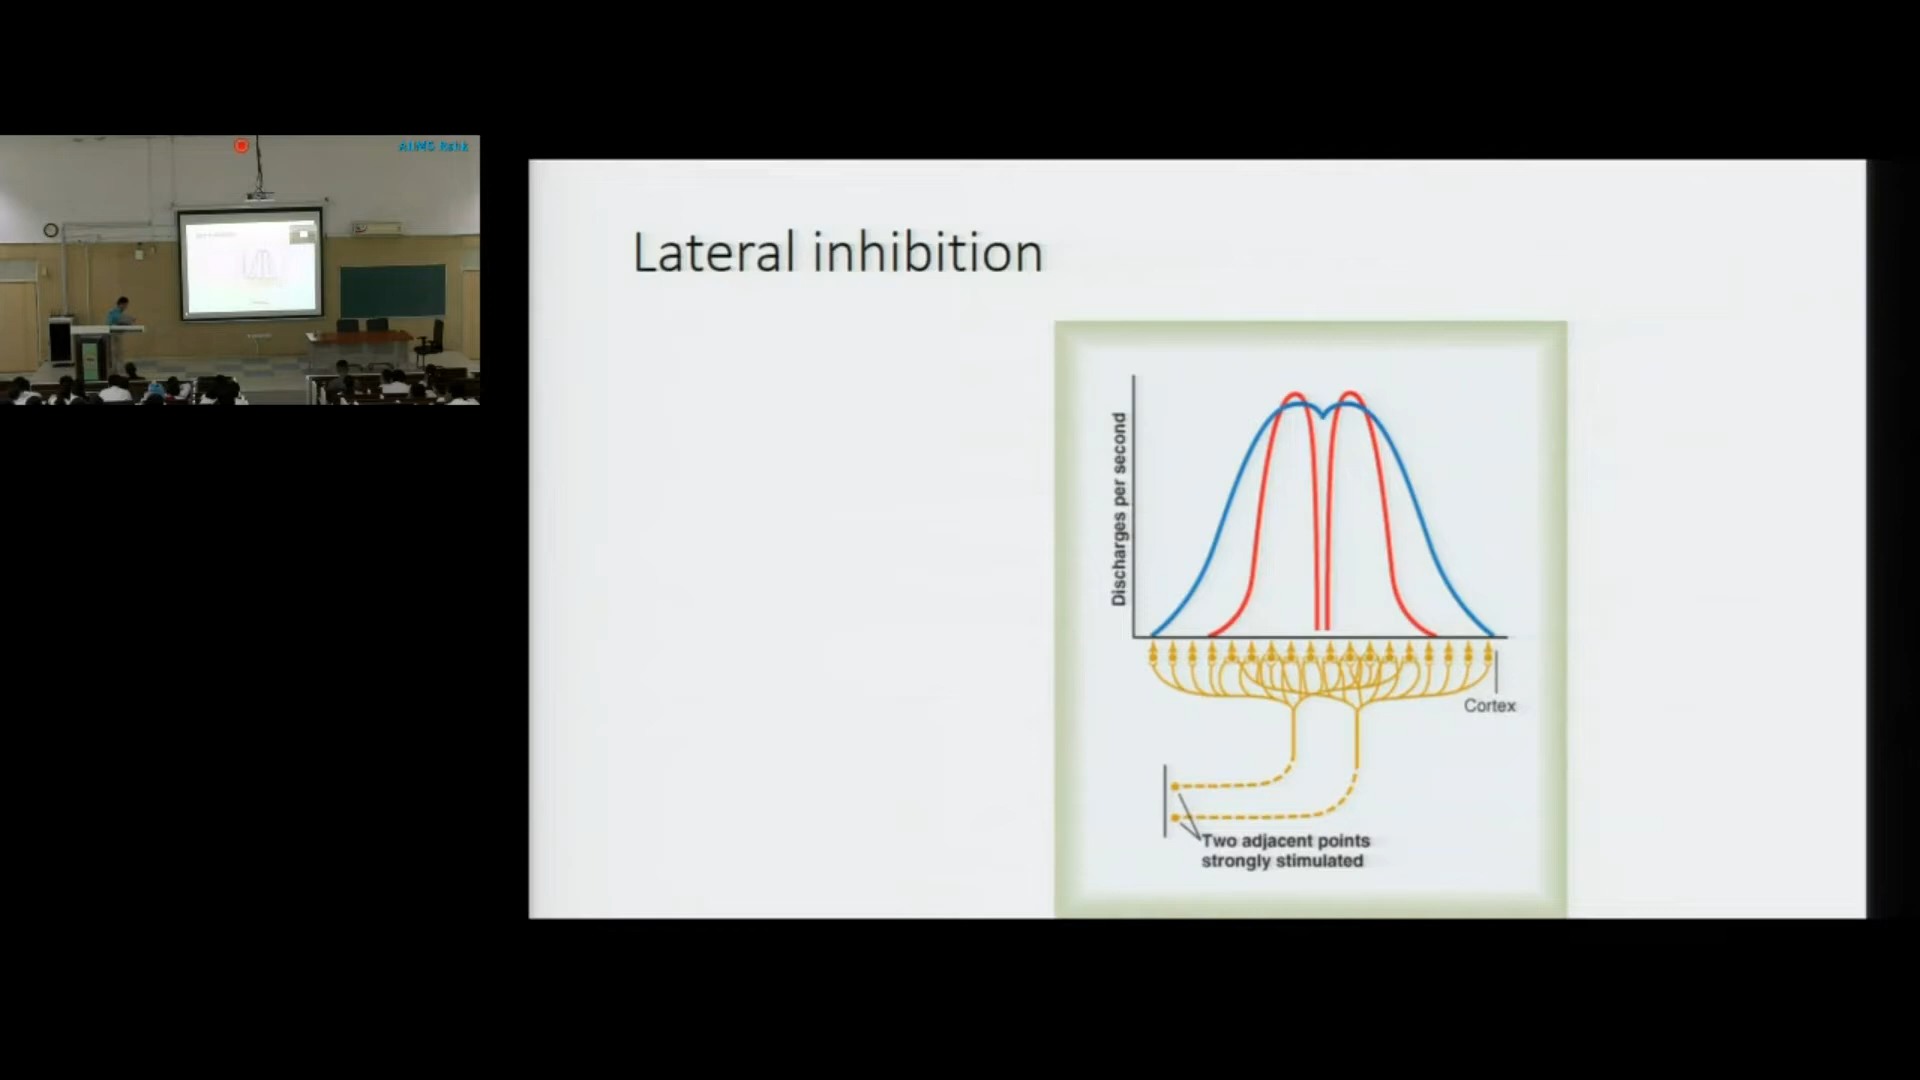 Lateral inhibition
Discharges per second
Cortex
Two adjacent points
strongly stimulated